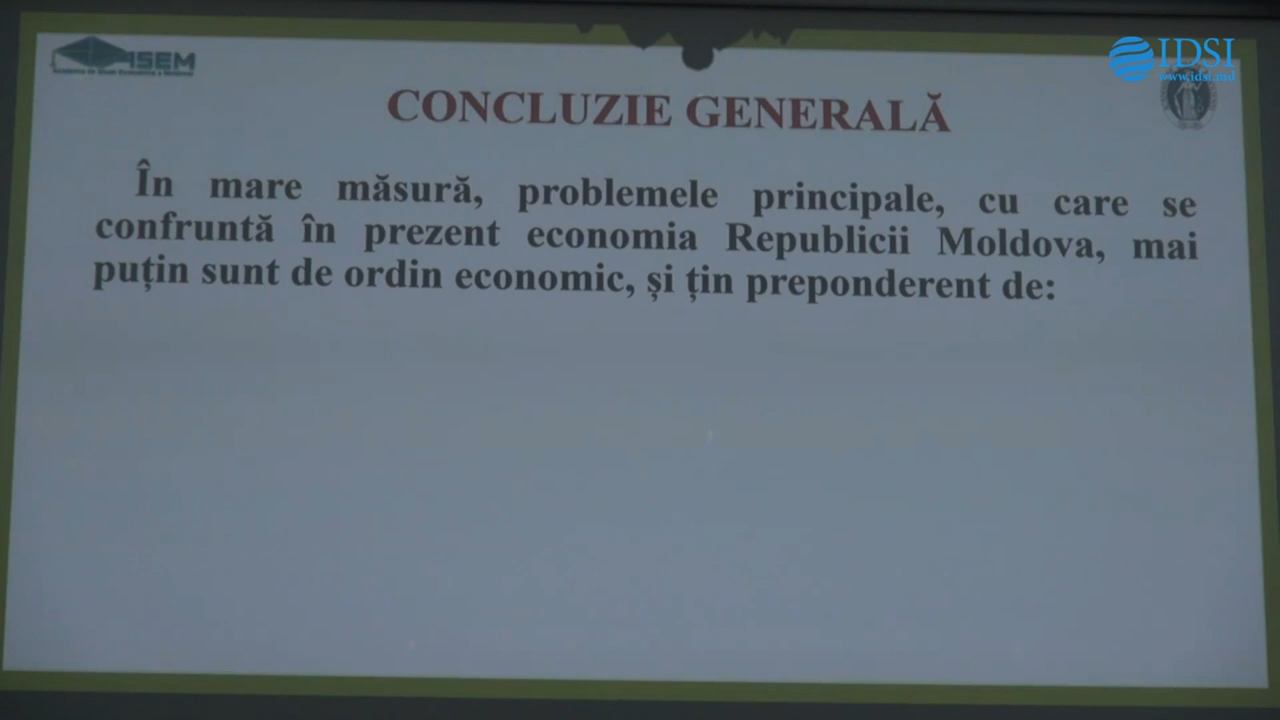 IDSI
www.idsi.md
CONCLUZIE GENERALĂ
În mare măsură, problemele principale, cu care se
confruntă în prezent economia Republicii Moldova, mai
puțin sunt de ordin economic, și țin preponderent de: